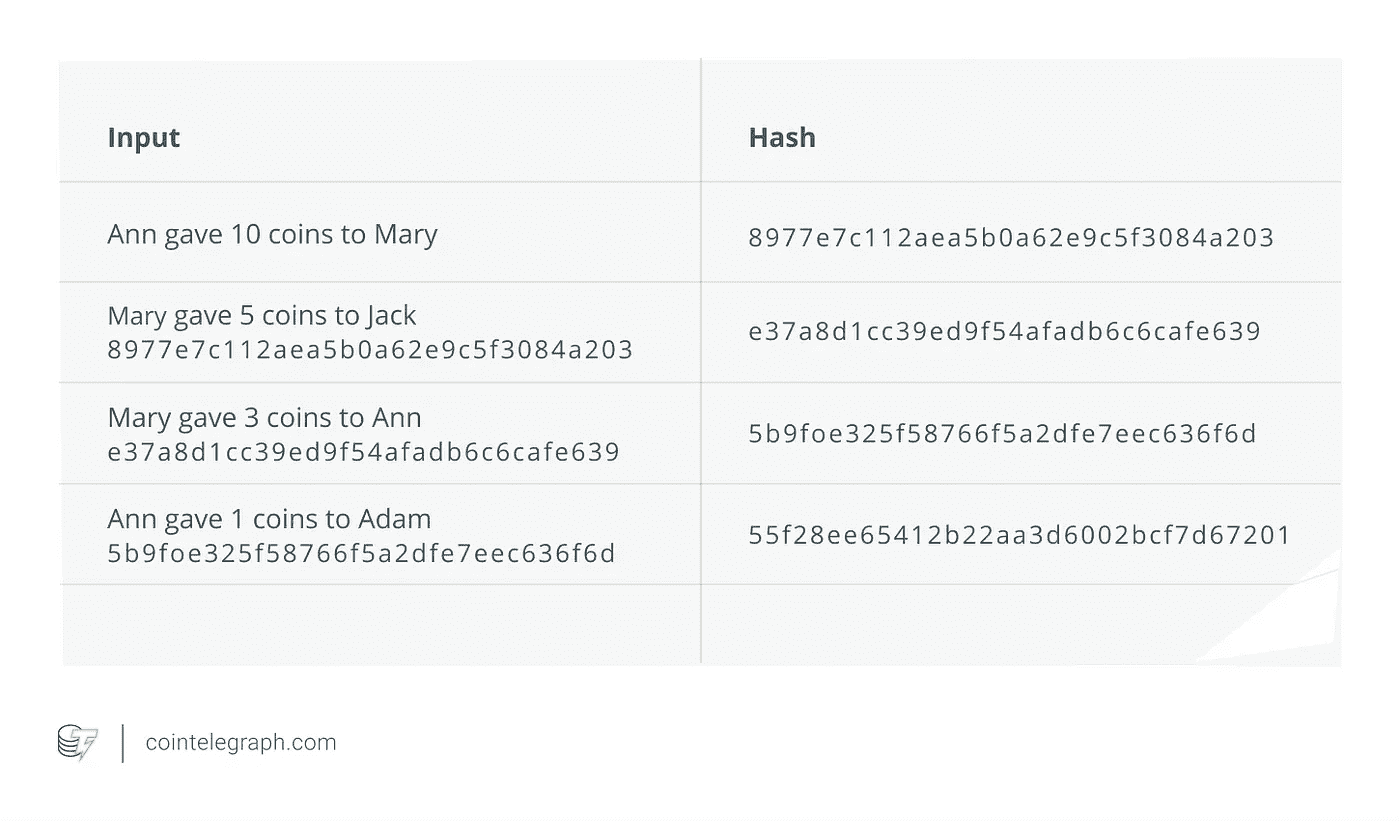 Input
Hash
Ann gave 10 coins to Mary
8977e7c112aea5b0a62e9c5f3084a203
Mary gave 5 coins to Jack
8977e7c112aea5b0a62e9c5f3084a203
e37a8d1cc39ed9f54afadb6c6cafe639
Mary gave 3 coins to Ann
e37a8d1cc39ed9f54afadb6c6cafe639
5b9foe325f58766f5a2dfe7eec636f6d
Ann gave 1 coins to Adam
5b9foe325f58766f5a2dfe7eec636f6d
55f28ee65412b22aa3d6002bcf7d67201
cointelegraph.com